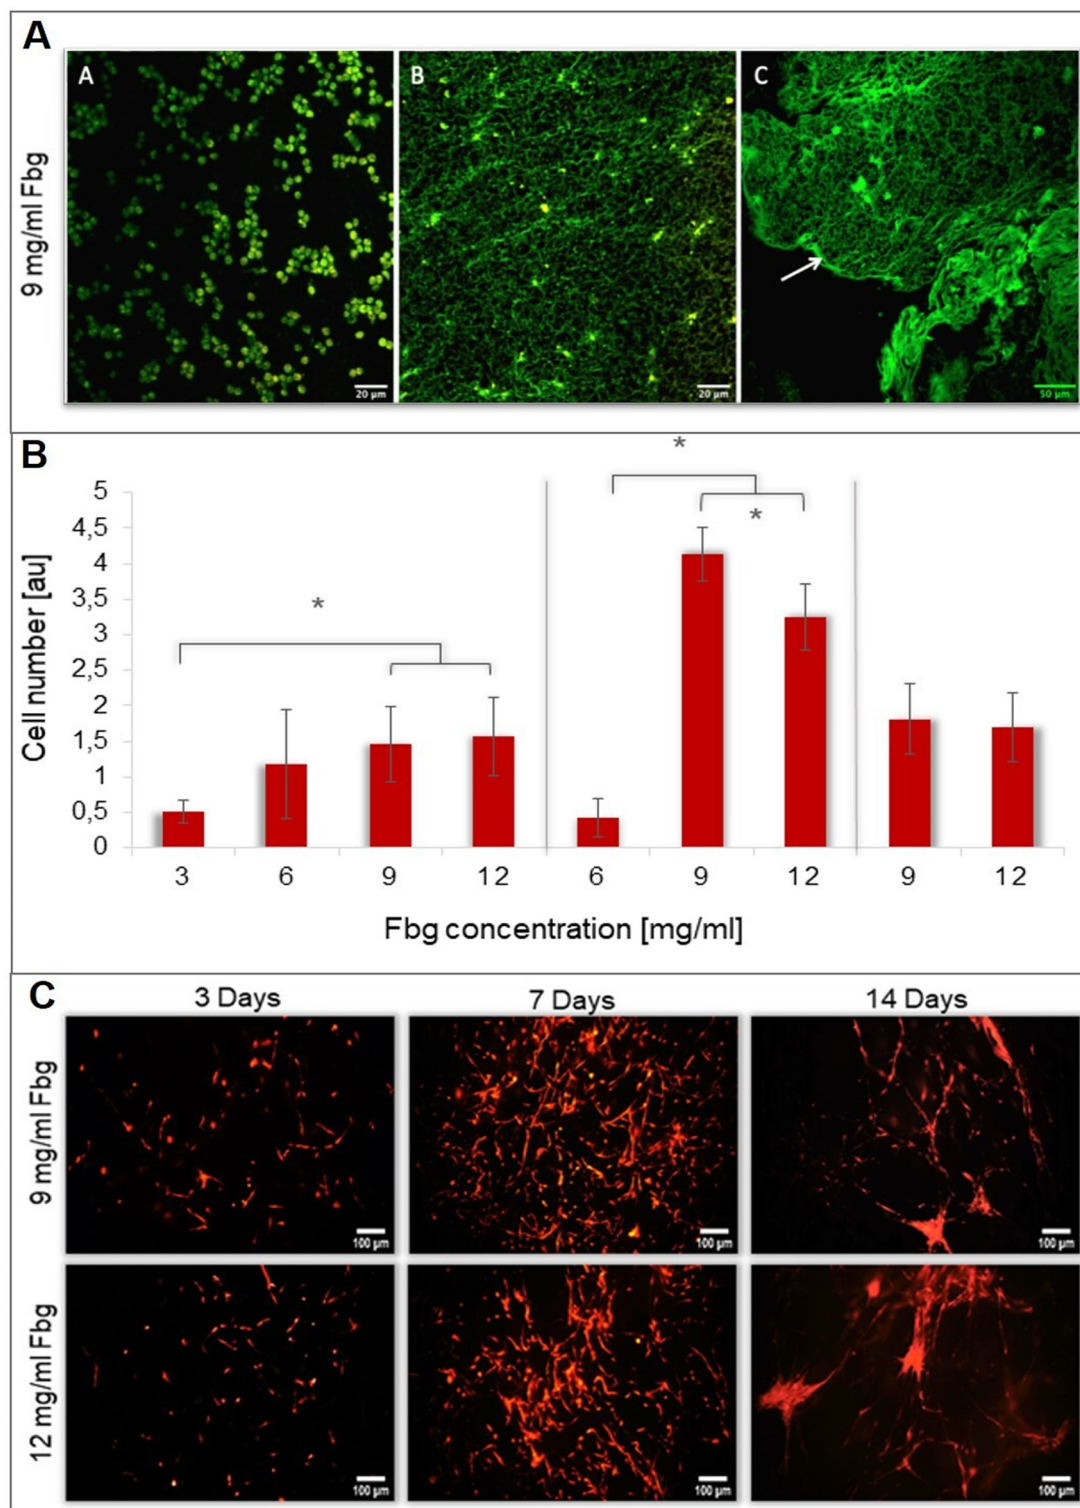 A
A
B
C
9 mg/ml Fbg
20 µm
20 µm
50 µm
B
*
*
*
Cell number [au]
5
4,5
4
3,5
3
2,5
2
1,5
1
0,5
0
3 6 9 12 6 9 12 9 12
Fbg concentration [mg/ml]
C
3 Days 7 Days 14 Days
9 mg/ml Fbg
100 µm 100 µm 100 µm
12 mg/ml Fbg
100 µm 100 µm 100 µm